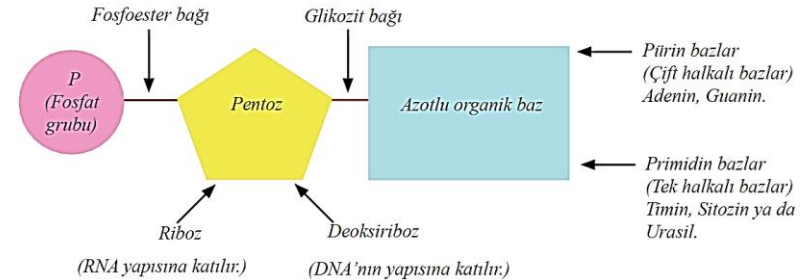 Fosfoester bağı
Glikozit bağı
P
(Fosfat
grubu)
Pentoz
Azotlu organik baz
Pürin bazlar
(Çift halkalı bazlar)
Adenin, Guanin.
Primidin bazlar
(Tek halkalı bazlar)
Timin, Sitozin ya da
Urasil.
Riboz
(RNA yapısına katılır.)
Deoksiriboz
(DNA’nın yapısına katılır.)